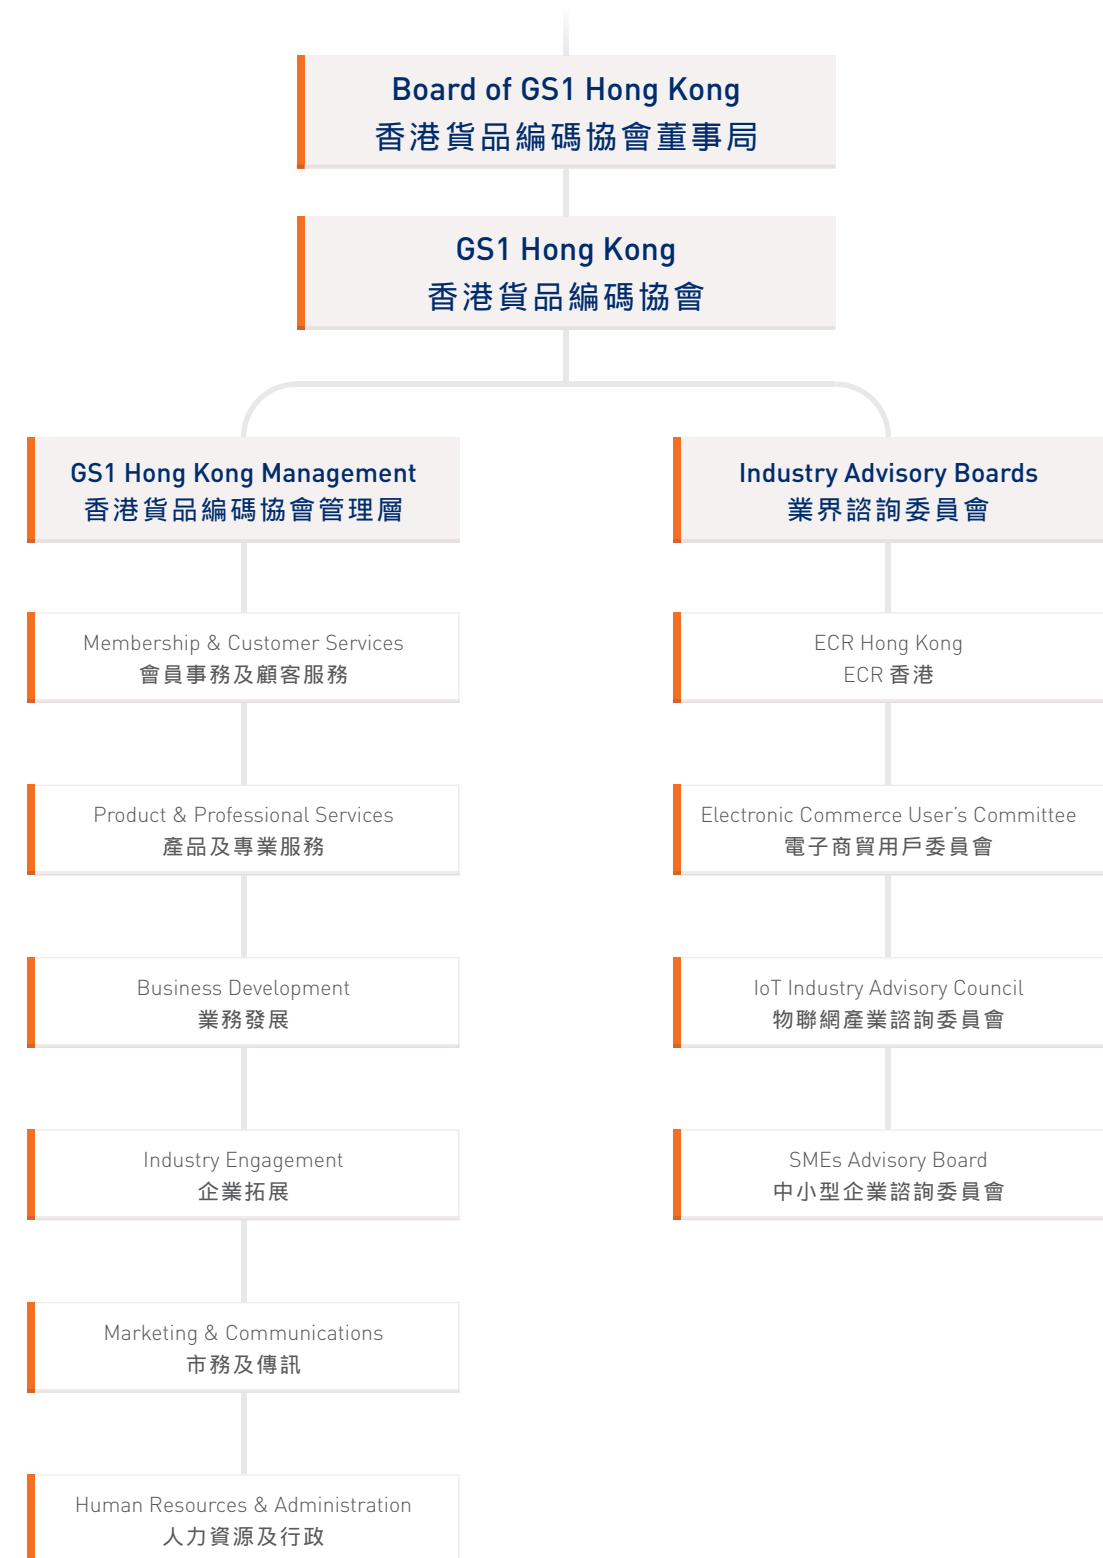 Board of GS1 Hong Kong
香港貨品編碼協會董事局
GS1 Hong Kong
香港貨品編碼協會
GS1 Hong Kong Management
香港貨品編碼協會管理層
Membership & Customer Services
會員事務及顧客服務
Product & Professional Services
產品及專業服務
Business Development
業務發展
Industry Engagement
企業拓展
Marketing & Communications
市務及傳訊
Human Resources & Administration
人力資源及行政
Industry Advisory Boards
業界諮詢委員會
ECR Hong Kong
ECR 香港
Electronic Commerce User’s Committee
電子商貿用戶委員會
IoT Industry Advisory Council
物聯網產業諮詢委員會
SMEs Advisory Board
中小型企業諮詢委員會